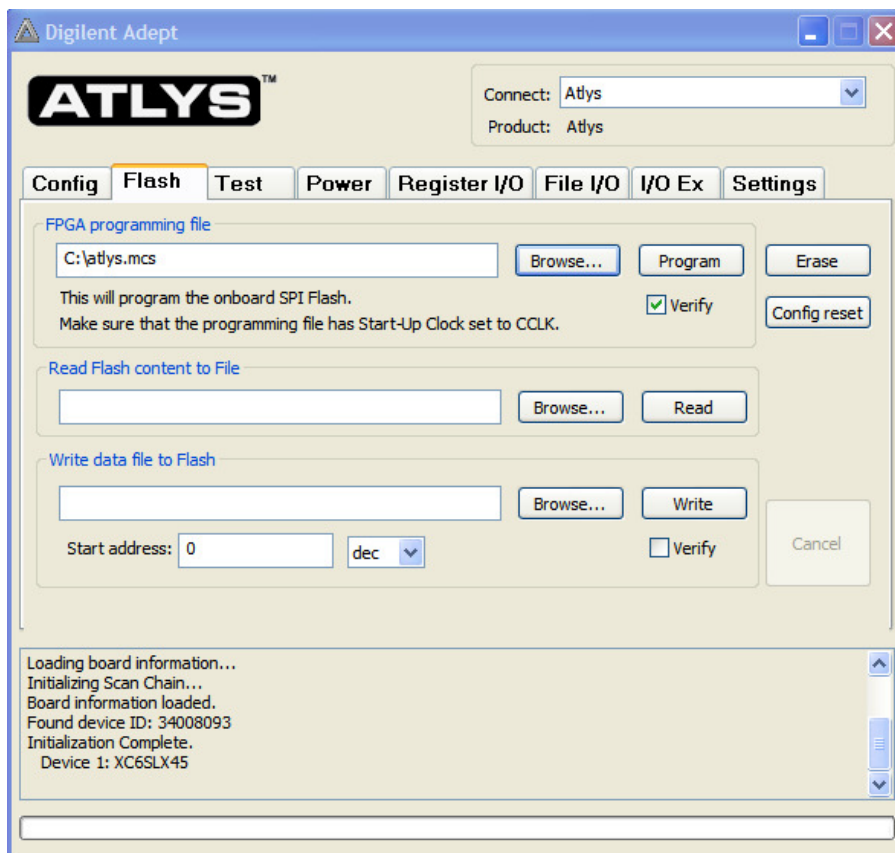 Digilent Adept
ATLYS™
Connect: Atlys
Product: Atlys
Config Flash Test Power Register I/O File I/O I/O Ex Settings
FPGA programming file
C:\atlys.mcs Browse... Program Erase
This will program the onboard SPI Flash. Verify
Make sure that the programming file has Start-Up Clock set to CCLK. Config reset
Read Flash content to File
Browse... Read
Write data file to Flash
Browse... Write
Start address: 0 dec Verify Cancel
Loading board information...
Initializing Scan Chain...
Board information loaded.
Found device ID: 34008093
Initialization Complete.
Device 1: XC6SLX45